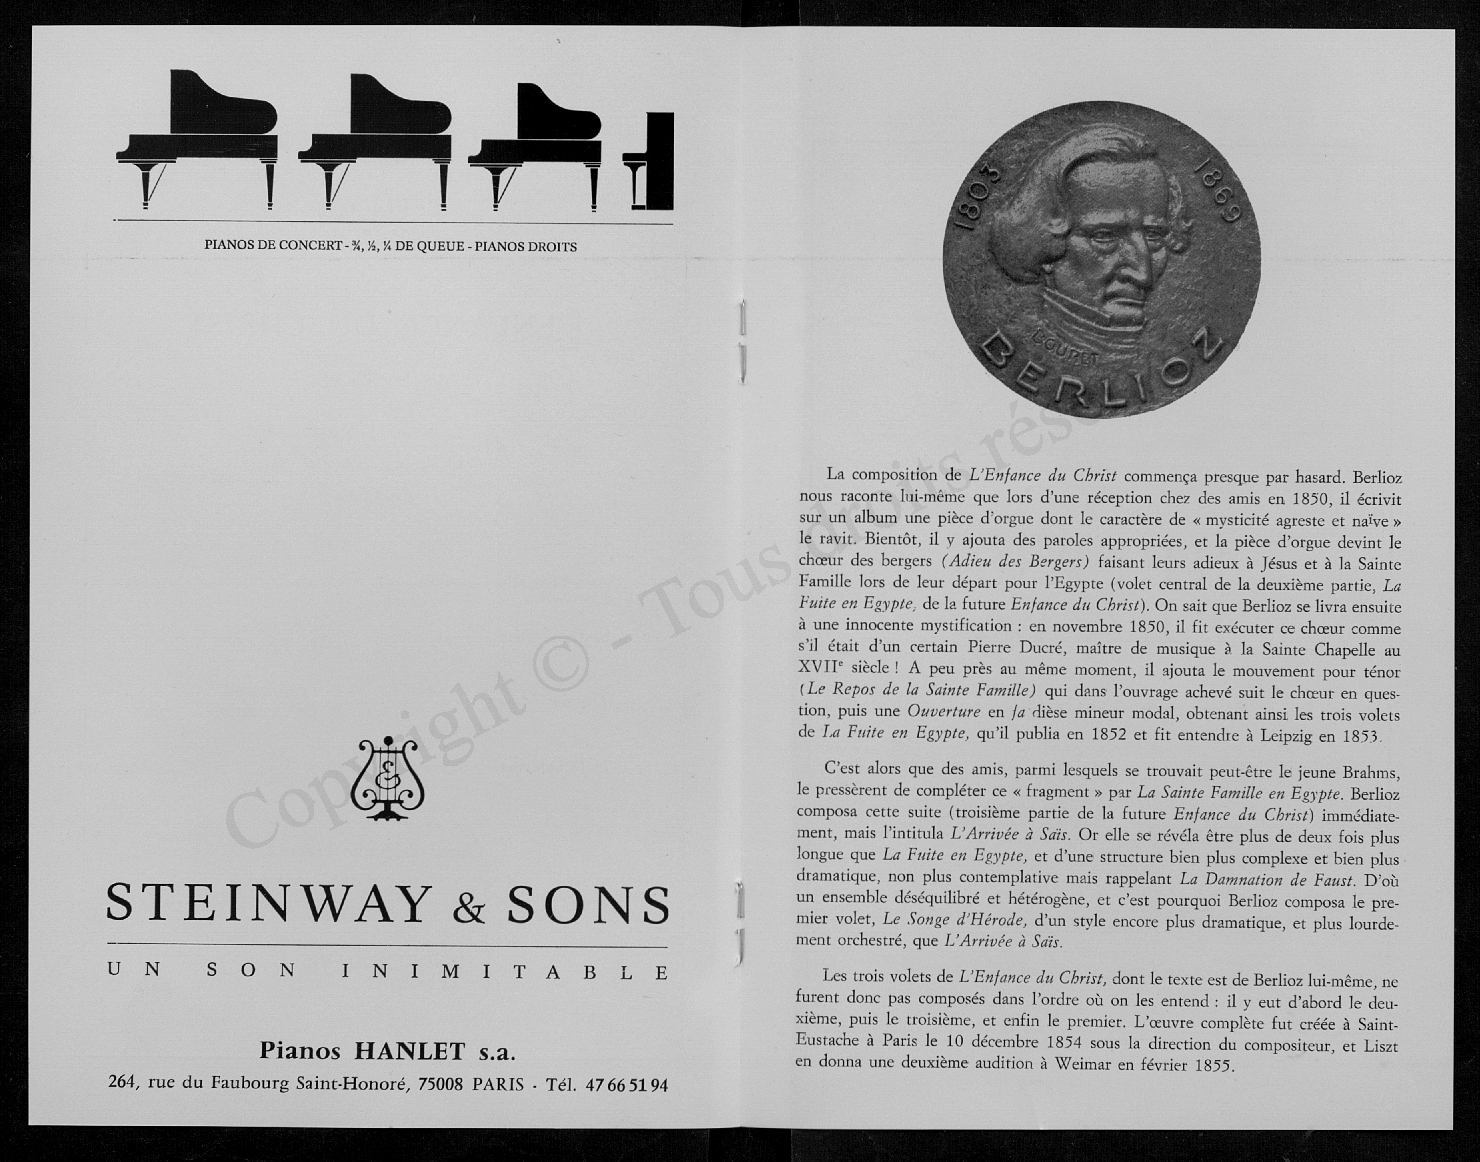 PIANOS DE CONCERT - ¾, ½, ¼ DE QUEUE - PIANOS DROITS
&
STEINWAY & SONS
UN SON INIMITABLE
Pianos HANLET s.a.
264, rue du Faubourg Saint-Honoré, 75008 PARIS - Tél. 47 66 51 94
1803
1869
BOURET
BERLIOZ
La composition de L'Enfance du Christ commença presque par hasard. Berlioz
nous raconte lui-même que lors d'une réception chez des amis en 1850, il écrivit
sur un album une pièce d'orgue dont le caractère de « mysticité agreste et naïve »
le ravit. Bientôt, il y ajouta des paroles appropriées, et la pièce d'orgue devint le
chœur des bergers (Adieu des Bergers) faisant leurs adieux à Jésus et à la Sainte
Famille lors de leur départ pour l'Egypte (volet central de la deuxième partie, La
Fuite en Egypte, de la future Enfance du Christ). On sait que Berlioz se livra ensuite
à une innocente mystification : en novembre 1850, il fit exécuter ce chœur comme
s'il était d'un certain Pierre Ducré, maître de musique à la Sainte Chapelle au
XVIIe siècle ! A peu près au même moment, il ajouta le mouvement pour ténor
(Le Repos de la Sainte Famille) qui dans l'ouvrage achevé suit le chœur en ques-
tion, puis une Ouverture en fa dièse mineur modal, obtenant ainsi les trois volets
de La Fuite en Egypte, qu'il publia en 1852 et fit entendre à Leipzig en 1853.
C'est alors que des amis, parmi lesquels se trouvait peut-être le jeune Brahms,
le pressèrent de compléter ce « fragment » par La Sainte Famille en Egypte. Berlioz
composa cette suite (troisième partie de la future Enfance du Christ) immédiate-
ment, mais l'intitula L'Arrivée à Saïs. Or elle se révéla être plus de deux fois plus
longue que La Fuite en Egypte, et d'une structure bien plus complexe et bien plus
dramatique, non plus contemplative mais rappelant La Damnation de Faust. D'où
un ensemble déséquilibré et hétérogène, et c'est pourquoi Berlioz composa le pre-
mier volet, Le Songe d'Hérode, d'un style encore plus dramatique, et plus lourde-
ment orchestré, que L'Arrivée à Saïs.
Les trois volets de L'Enfance du Christ, dont le texte est de Berlioz lui-même, ne
furent donc pas composés dans l'ordre où on les entend : il y eut d'abord le deu-
xième, puis le troisième, et enfin le premier. L'œuvre complète fut créée à Saint-
Eustache à Paris le 10 décembre 1854 sous la direction du compositeur, et Liszt
en donna une deuxième audition à Weimar en février 1855.
Copyright © - Tous droits rés